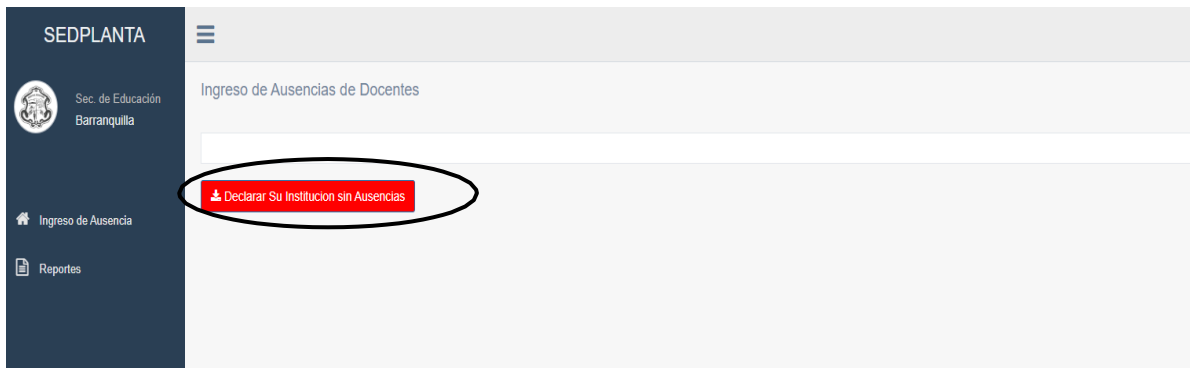 SEDPLANTA
Sec. de Educación
Barranquilla
Ingreso de Ausencia
Reportes
Ingreso de Ausencias de Docentes
Declarar Su Institucion sin Ausencias